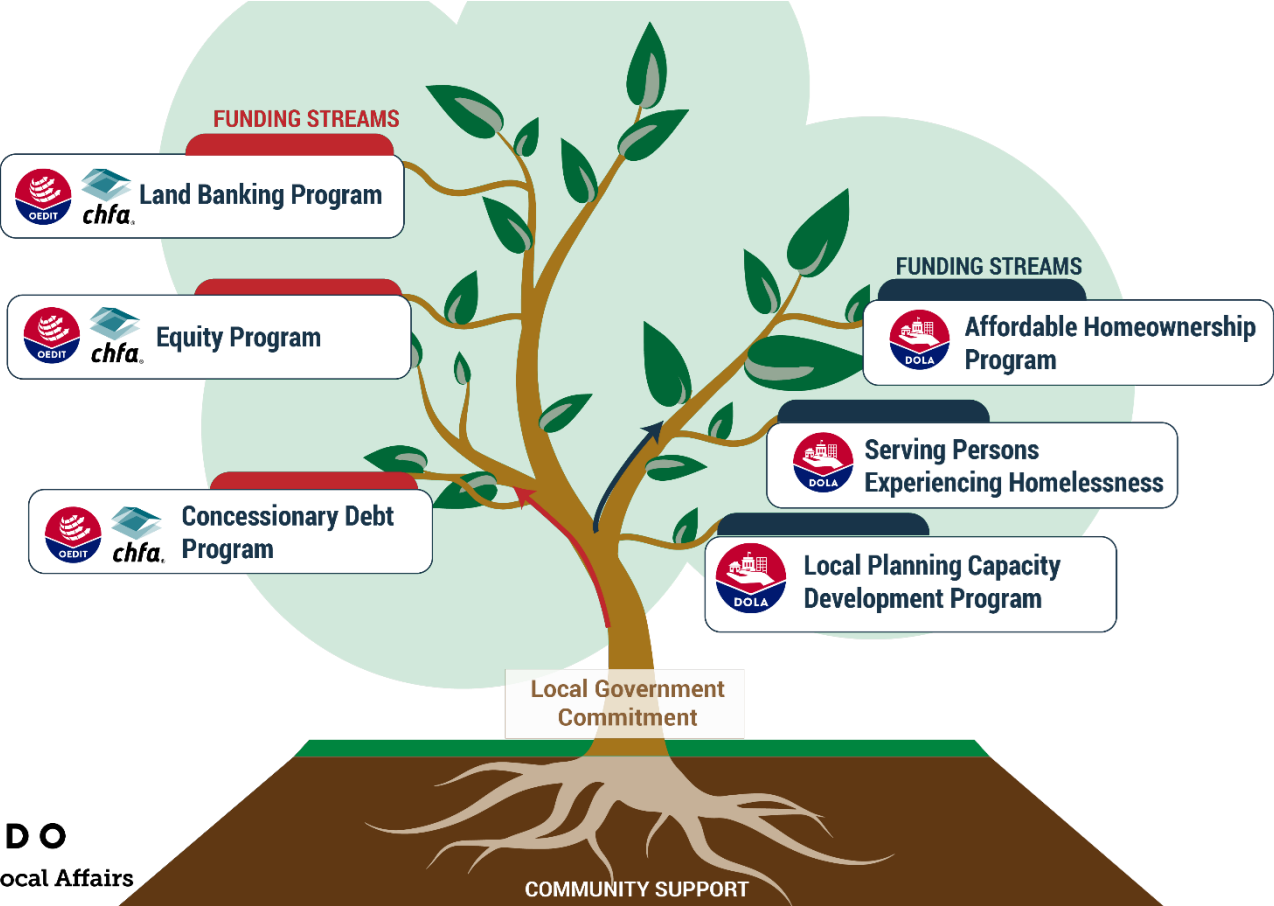 FUNDING STREAMS
OEDIT
chfa®
Land Banking Program
OEDIT
chfa®
Equity Program
OEDIT
chfa®
Concessionary Debt
Program
FUNDING STREAMS
DOLA
Affordable Homeownership
Program
DOLA
Serving Persons
Experiencing Homelessness
DOLA
Local Planning Capacity
Development Program
Local Government
Commitment
D O
ocal Affairs
COMMUNITY SUPPORT